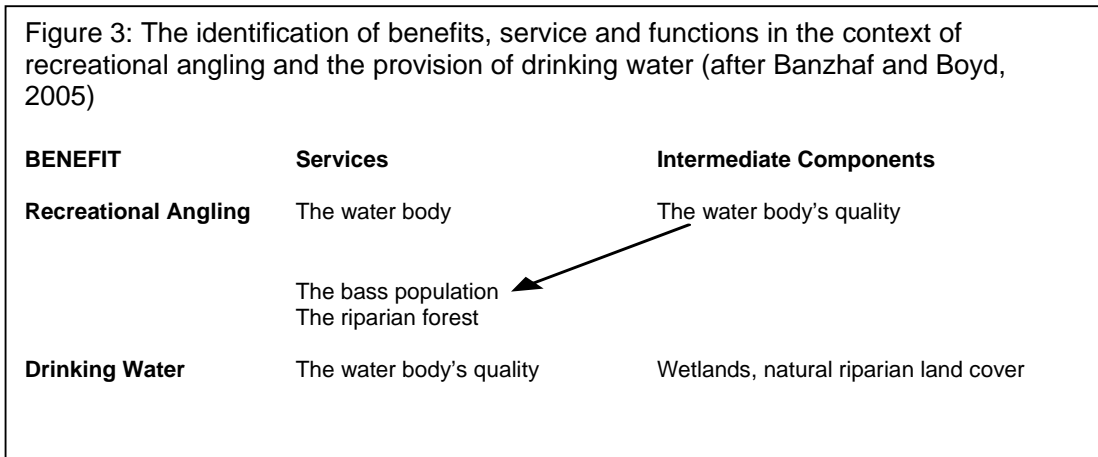 Figure 3: The identification of benefits, service and functions in the context of
recreational angling and the provision of drinking water (after Banzhaf and Boyd,
2005)
BENEFIT Services Intermediate Components
Recreational Angling The water body The water body’s quality
The bass population
The riparian forest
Drinking Water The water body’s quality Wetlands, natural riparian land cover